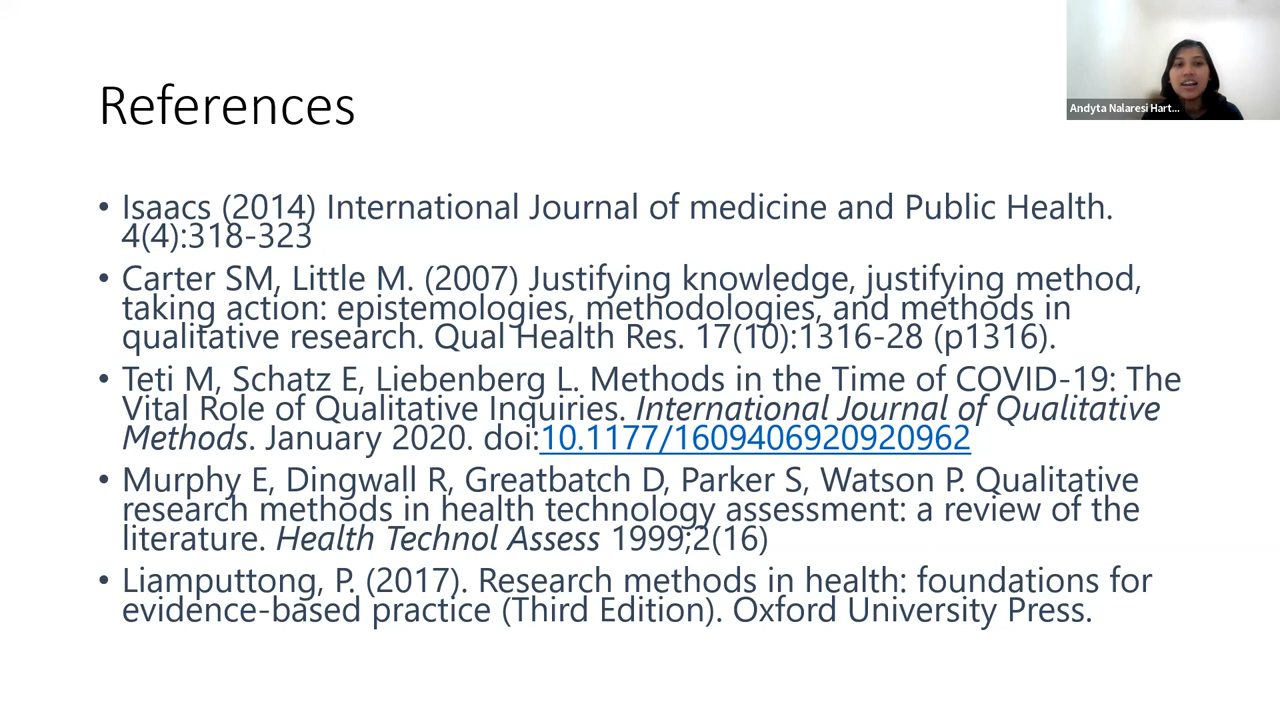 References
Andyta Nalaresi Hart...
• Isaacs (2014) International Journal of medicine and Public Health.
4(4):318-323
• Carter SM, Little M. (2007) Justifying knowledge, justifying method,
taking action: epistemologies, methodologies, and methods in
qualitative research. Qual Health Res. 17(10):1316-28 (p1316).
• Teti M, Schatz E, Liebenberg L. Methods in the Time of COVID-19: The
Vital Role of Qualitative Inquiries. International Journal of Qualitative
Methods. January 2020. doi:10.1177/1609406920920962
• Murphy E, Dingwall R, Greatbatch D, Parker S, Watson P. Qualitative
research methods in health technology assessment: a review of the
literature. Health Technol Assess 1999;2(16)
• Liamputtong, P. (2017). Research methods in health: foundations for
evidence-based practice (Third Edition). Oxford University Press.